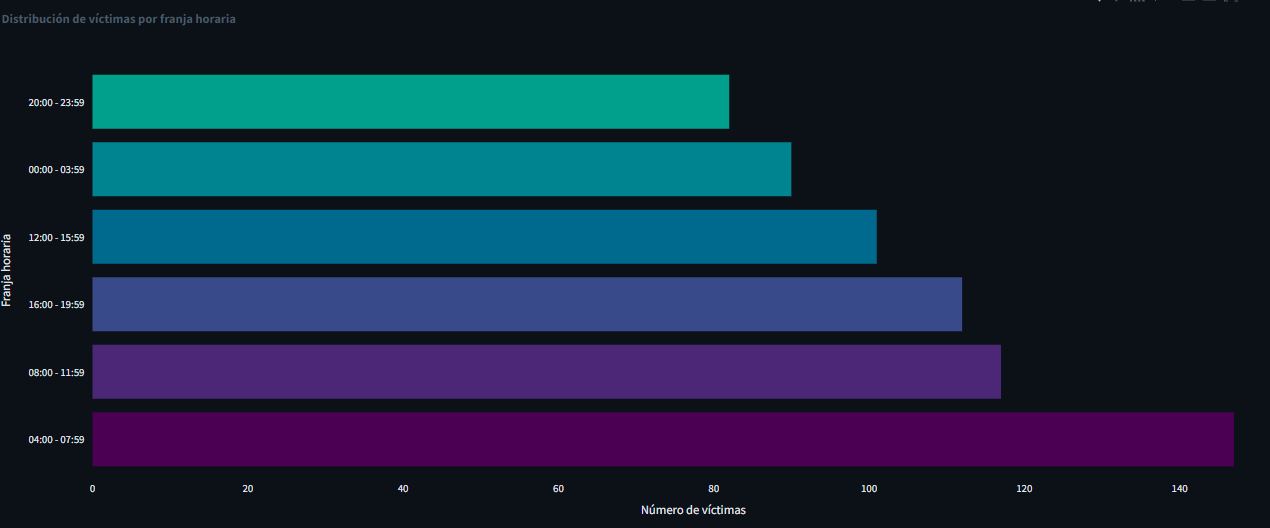 Distribución de víctimas por franja horaria
20:00 - 23:59
00:00 - 03:59
12:00 - 15:59
16:00 - 19:59
08:00 - 11:59
04:00 - 07:59
Franja horaria
0 20 40 60 80 100 120 140
Número de víctimas